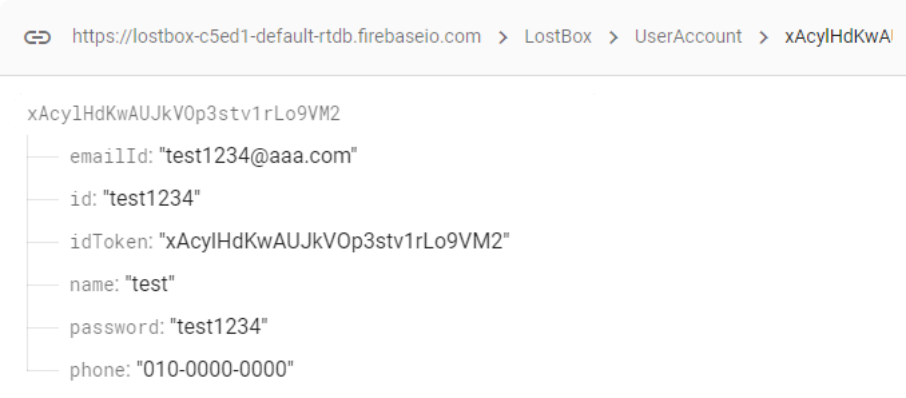 https://lostbox-c5ed1-default-rtdb.firebaseio.com > LostBox > UserAccount > xAcylHdKwAU
xAcylHdKwAUJkVOp3stv1rLo9VM2
emailId: "test1234@aaa.com"
id: "test1234"
idToken: "xAcylHdKwAUJkVOp3stv1rLo9VM2"
name: "test"
password: "test1234"
phone: "010-0000-0000"